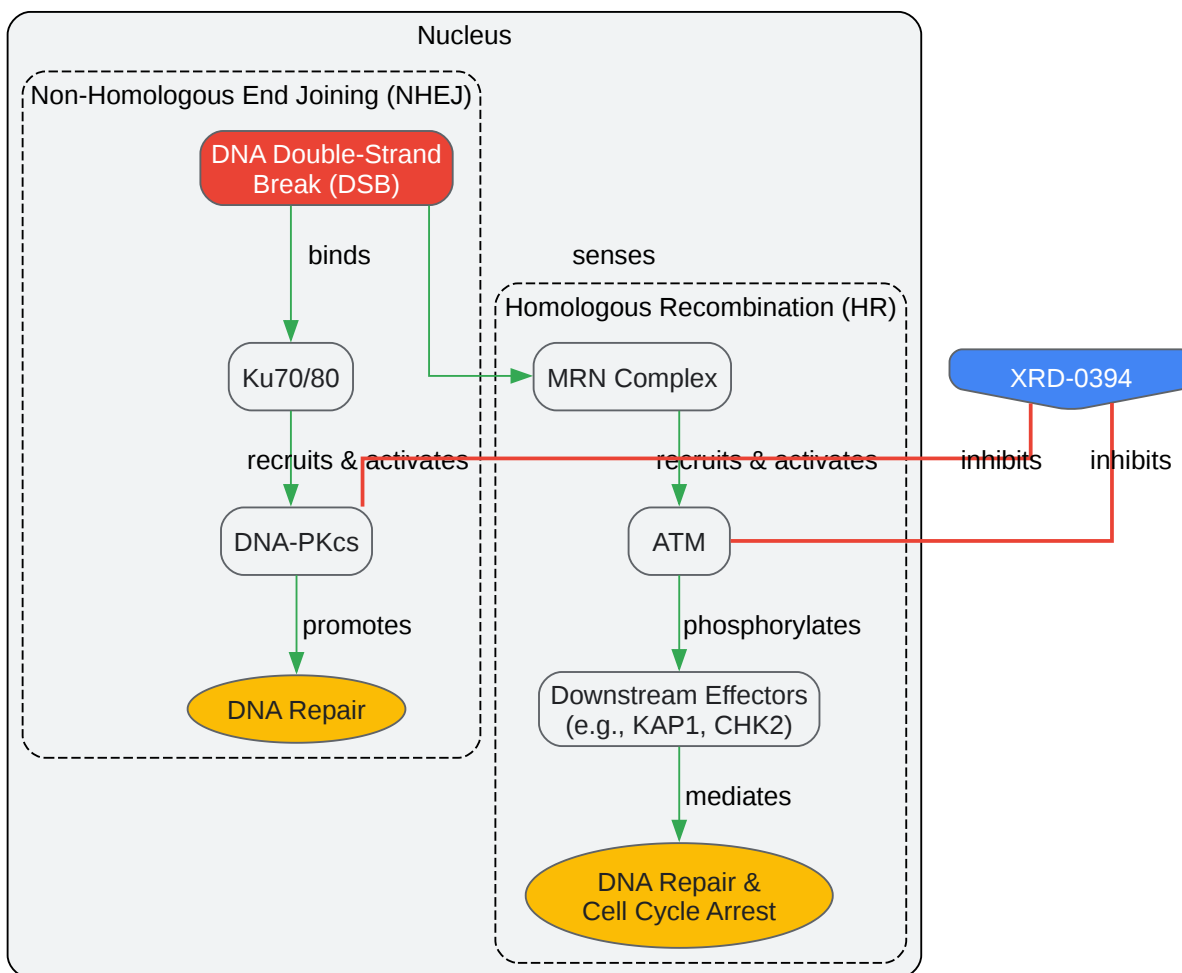 Nucleus
Non-Homologous End Joining (NHEJ)
DNA Double-Strand
Break (DSB)
binds
senses
Homologous Recombination (HR)
Ku70/80
MRN Complex
XRD-0394
recruits & activates
recruits & activates
inhibits
inhibits
DNA-PKcs
ATM
promotes
phosphorylates
DNA Repair
Downstream Effectors
(e.g., KAP1, CHK2)
mediates
DNA Repair &
Cell Cycle Arrest